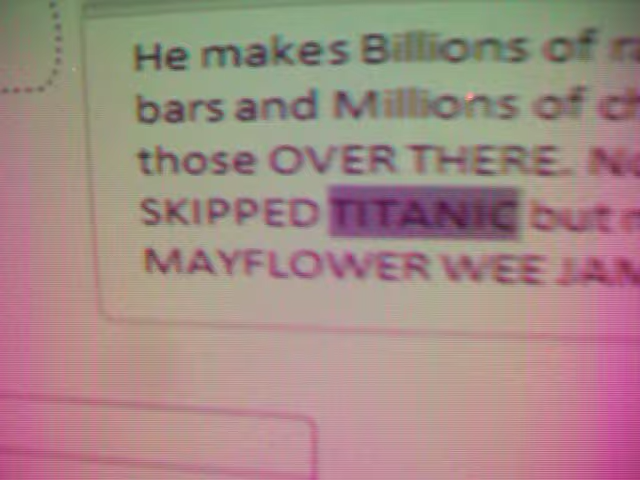 He makes Billions of
bars and Millions of
those OVER THERE.
SKIPPED TITANIC but
MAYFLOWER WEE